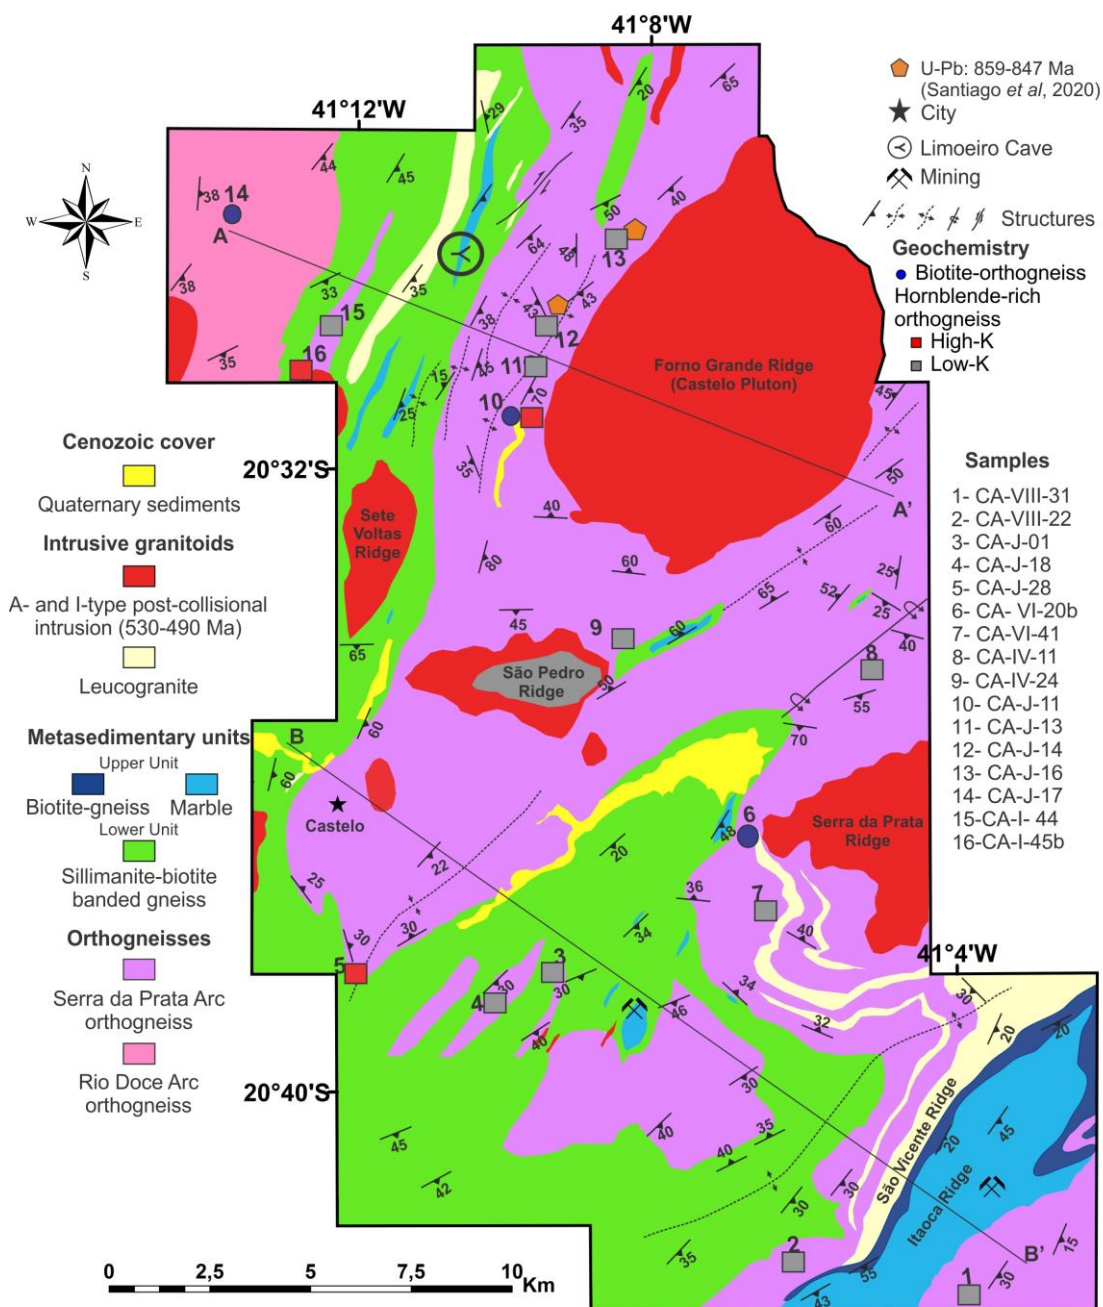 41°8'W
41°12'W
U-Pb: 859-847 Ma
(Santiago et al, 2020)
City
Limoeiro Cave
Mining
Structures
Geochemistry
Biotite-orthogneiss
Hornblende-rich
orthogneiss
High-K
Low-K
N
W
E
S
65
20
29
35
44
45
38
14
A
40
50
64
48
13
38
33
35
15
43
43
12
38
35
16
45
15
11
25
10
70
Forno Grande Ridge
(Castelo Pluton)
45
50
A'
35
40
60
20°32'S
Cenozoic cover
Quaternary sediments
Intrusive granitoids
A- and I-type post-collisional
intrusion (530-490 Ma)
Leucogranite
Metasedimentary units
Upper Unit
Biotite-gneiss
Marble
Lower Unit
Sillimanite-biotite
banded gneiss
Orthogneisses
Serra da Prata Arc
orthogneiss
Rio Doce Arc
orthogneiss
Samples
1- CA-VIII-31
2- CA-VIII-22
3- CA-J-01
4- CA-J-18
5- CA-J-28
6- CA- VI-20b
7- CA-VI-41
8- CA-IV-11
9- CA-IV-24
10- CA-J-11
11- CA-J-13
12- CA-J-14
13- CA-J-16
14- CA-J-17
15-CA-I- 44
16-CA-I-45b
Sete
Voltas
Ridge
80
60
65
52
25
25
45
9
60
40
65
8
São Pedro
Ridge
50
55
60
70
B
60
Castelo
48
6
Serra da Prata
Ridge
20
22
25
36
7
40
30
30
34
41°4'W
5
3
30
4
30
34
30
46
32
20
20
40
20°40'S
30
45
35
40
40
45
20
42
30
30
São Vicente Ridge
Itaoca Ridge
35
2
B'
15
55
1
30
43
0
2,5
5
7,5
10
Km